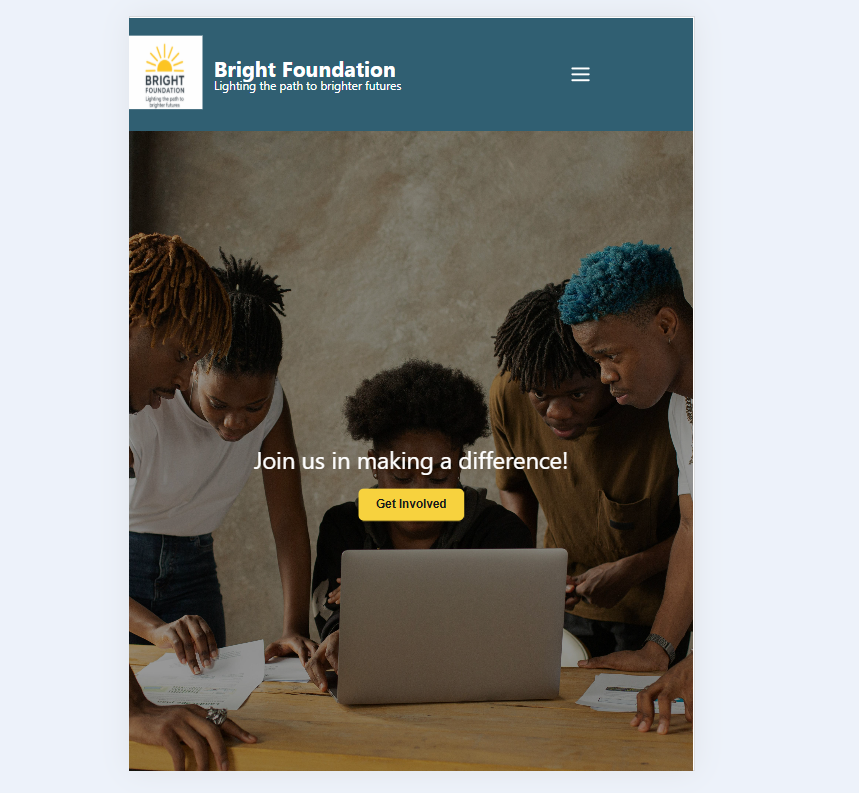 BRIGHT
FOUNDATION
Lighting the path to
brighter futures
Bright Foundation
Lighting the path to brighter futures
Join us in making a difference!
Get Involved